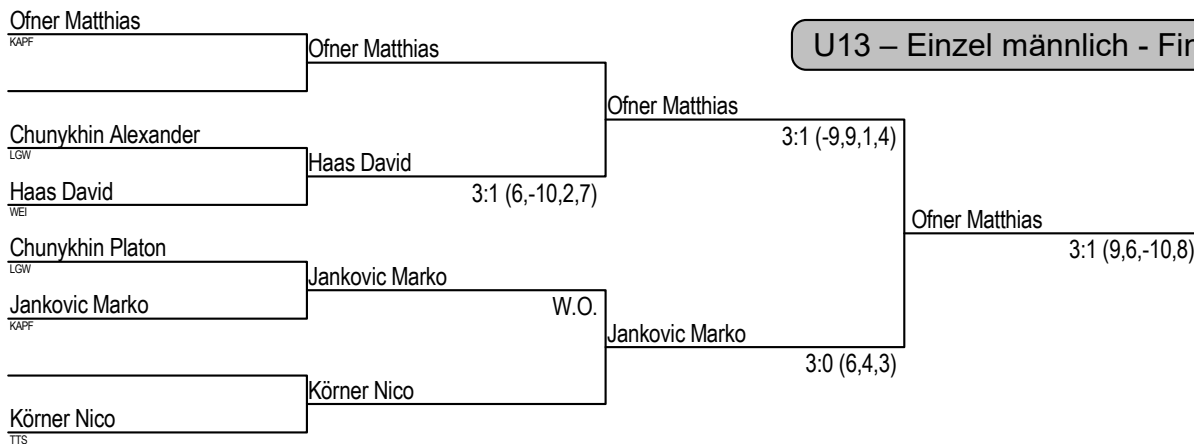 Ofner Matthias
KAPF
Ofner Matthias
U13 – Einzel männlich - Fin
Ofner Matthias
Chunykhin Alexander
3:1 (-9,9,1,4)
LGW
Haas David
Haas David
3:1 (6,-10,2,7)
WEI
Ofner Matthias
Chunykhin Platon
3:1 (9,6,-10,8)
LGW
Jankovic Marko
Jankovic Marko
W.O.
KAPF
Jankovic Marko
3:0 (6,4,3)
Körner Nico
Körner Nico
TTS